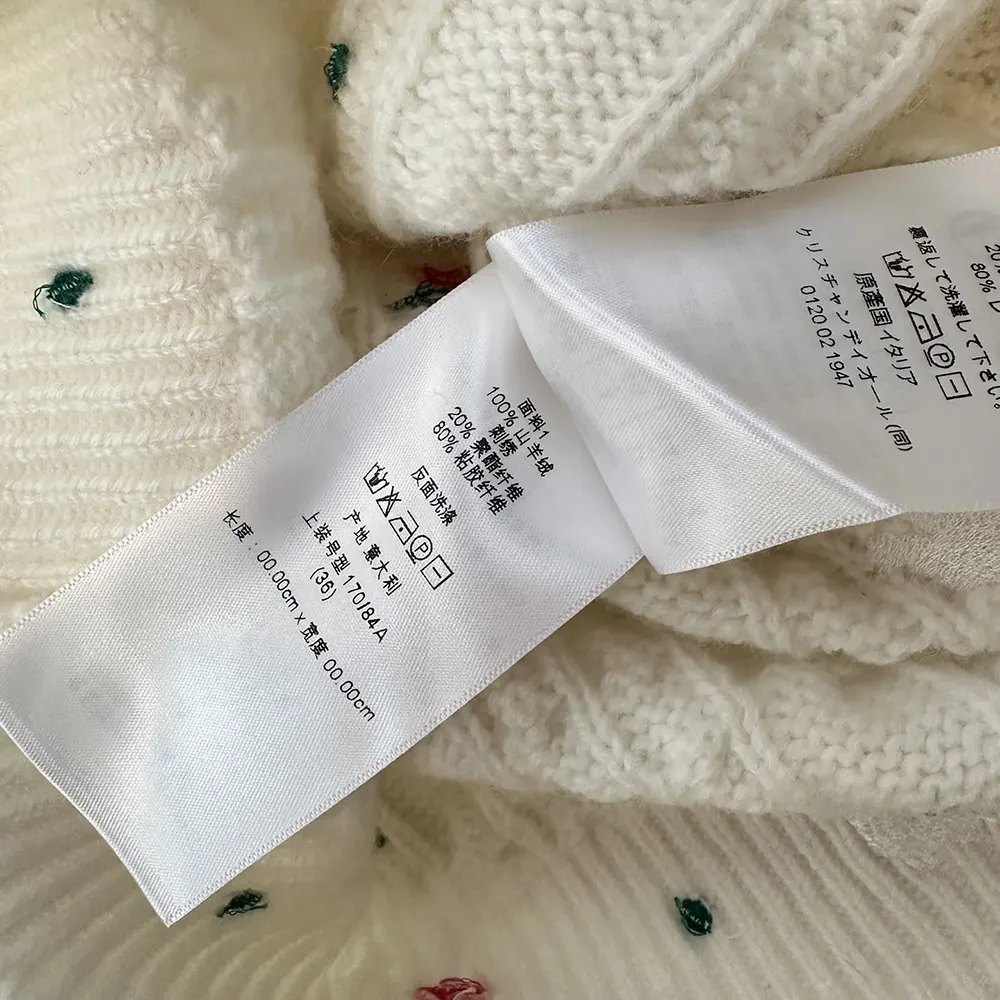 面料1
100% 山羊绒
刺绣
20% 聚酯纤维
80% 粘胶纤维
反面洗涤
P
产地 意大利
上装号型 170/84A
(36)
长度：00.00cm x 宽度 00.00cm
80%
裏返して洗濯して下さい
P
原産国 イタリア
クリスチャン ディオール (同)
0120 02 1947